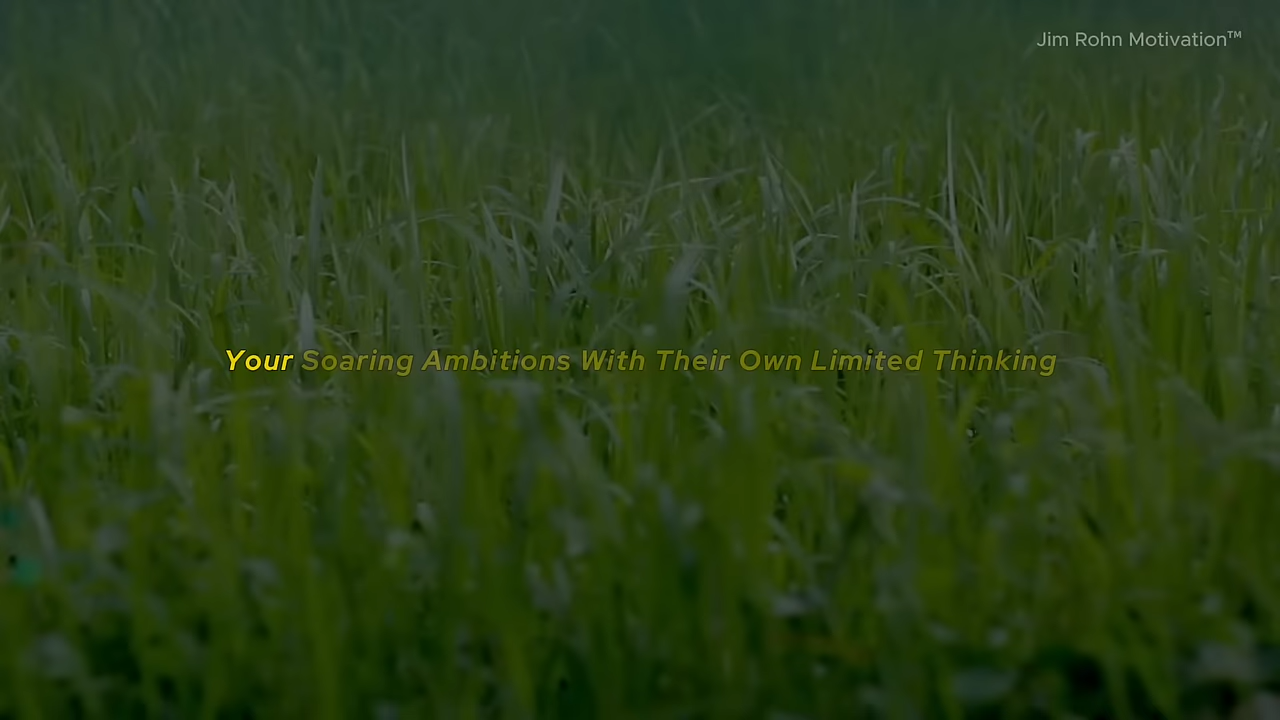 Jim Rohn Motivation™
Your Soaring Ambitions With Their Own Limited Thinking